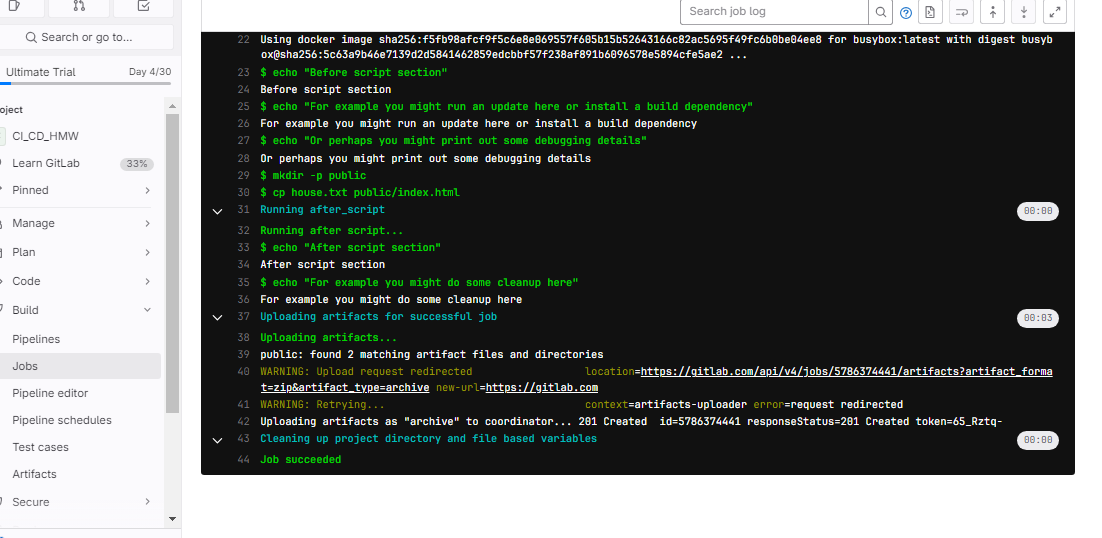 Search or go to...
Ultimate Trial
Day 4/30
oject
CI_CD_HMW
Learn GitLab
33%
Pinned
Manage
Plan
Code
Build
Pipelines
Jobs
Pipeline editor
Pipeline schedules
Test cases
Artifacts
Secure
Search job log
22 Using docker image sha256:f5fb98afcf9f5c6e8e069557f605b15b52643166c82ac5695f49fc6b0be04ee8 for busybox:latest with digest busyb
ox@sha256:5c63a9b46e7139d2d5841462859edcbbf57f238af891b6096578e5894cfe5ae2 ...
23 $ echo "Before script section"
24 Before script section
25 $ echo "For example you might run an update here or install a build dependency"
26 For example you might run an update here or install a build dependency
27 $ echo "Or perhaps you might print out some debugging details"
28 Or perhaps you might print out some debugging details
29 $ mkdir -p public
30 $ cp house.txt public/index.html
31 Running after_script 00:00
32 Running after script...
33 $ echo "After script section"
34 After script section
35 $ echo "For example you might do some cleanup here"
36 For example you might do some cleanup here
37 Uploading artifacts for successful job 00:03
38 Uploading artifacts...
39 public: found 2 matching artifact files and directories
40 WARNING: Upload request redirected location=https://gitlab.com/api/v4/jobs/5786374441/artifacts?artifact_forma
t=zip&artifact_type=archive new-url=https://gitlab.com
41 WARNING: Retrying... context=artifacts-uploader error=request redirected
42 Uploading artifacts as "archive" to coordinator... 201 Created id=5786374441 responseStatus=201 Created token=65_Rztq-
43 Cleaning up project directory and file based variables 00:00
44 Job succeeded